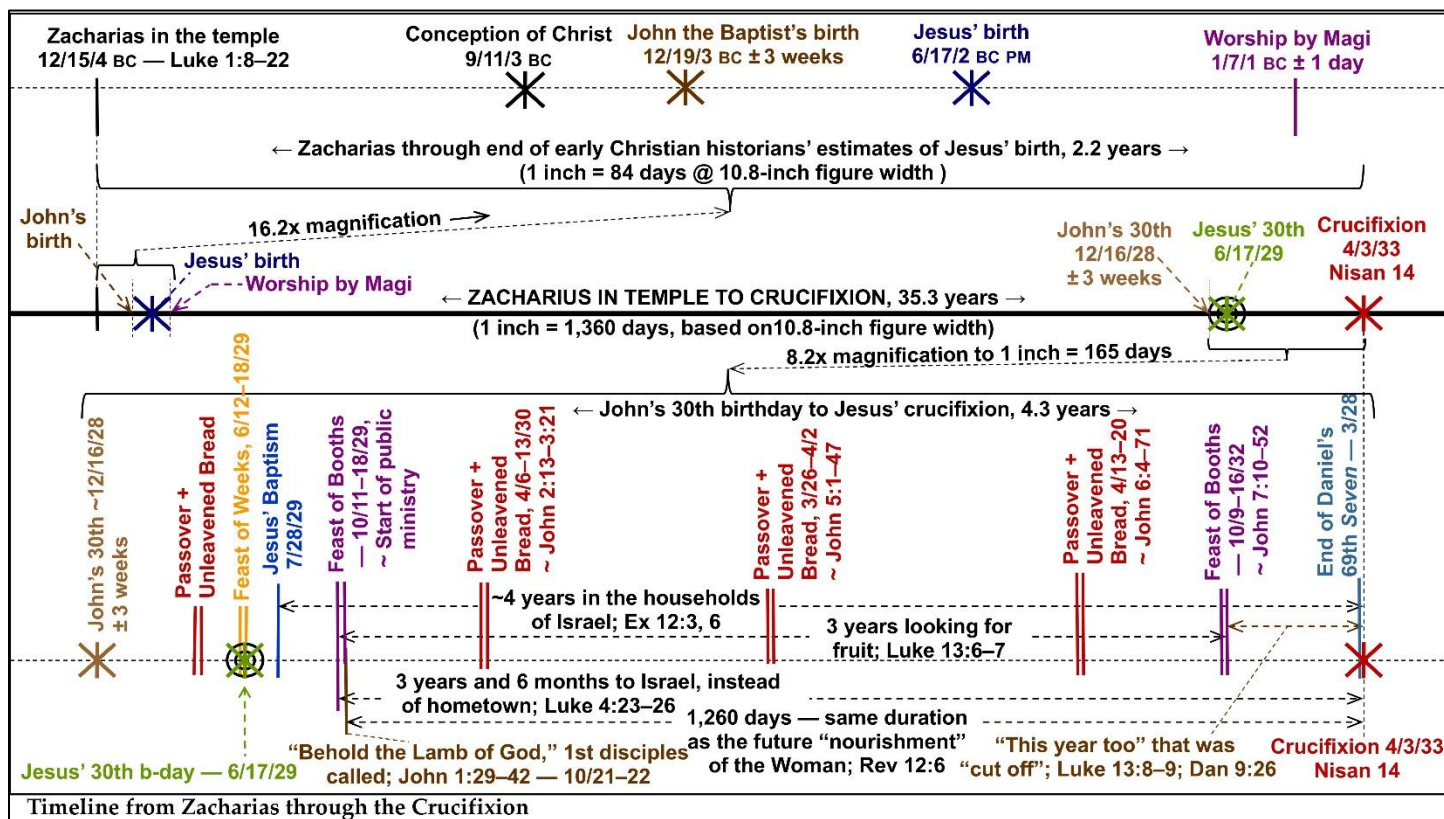 Zacharias in the temple
12/15/4 BC — Luke 1:8–22
Conception of Christ
9/11/3 BC
John the Baptist's birth
12/19/3 BC ± 3 weeks
Jesus' birth
6/17/2 BC PM
Worship by Magi
1/7/1 BC ± 1 day
← Zacharias through end of early Christian historians' estimates of Jesus' birth, 2.2 years →
(1 inch = 84 days @ 10.8-inch figure width )
John's
birth
16.2x magnification
Jesus' birth
Worship by Magi
John's 30th
12/16/28
± 3 weeks
Jesus' 30th
6/17/29
Crucifixion
4/3/33
Nisan 14
← ZACHARIUS IN TEMPLE TO CRUCIFIXION, 35.3 years →
(1 inch = 1,360 days, based on10.8-inch figure width)
8.2x magnification to 1 inch = 165 days
← John's 30th birthday to Jesus' crucifixion, 4.3 years →
John's 30th ~12/16/28
± 3 weeks
Passover +
Unleavened Bread
Feast of Weeks, 6/12–18/29
Jesus' Baptism
7/28/29
Feast of Booths
— 10/11–18/29,
~ Start of public
ministry
Passover +
Unleavened
Bread, 4/6–13/30
~ John 2:13–3:21
Passover +
Unleavened
Bread, 3/26–4/2
~ John 5:1–47
Passover +
Unleavened
Bread, 4/13–20
~ John 6:4–71
Feast of Booths
— 10/9–16/32
~ John 7:10–52
End of Daniel's
69th Seven — 3/28
~4 years in the households
of Israel; Ex 12:3, 6
3 years looking for
fruit; Luke 13:6–7
3 years and 6 months to Israel, instead
of hometown; Luke 4:23–26
1,260 days — same duration
as the future “nourishment”
of the Woman; Rev 12:6
Jesus' 30th b-day — 6/17/29
“Behold the Lamb of God,” 1st disciples
called; John 1:29–42 — 10/21–22
“This year too” that was
“cut off”; Luke 13:8–9; Dan 9:26
Crucifixion 4/3/33
Nisan 14
Timeline from Zacharias through the Crucifixion